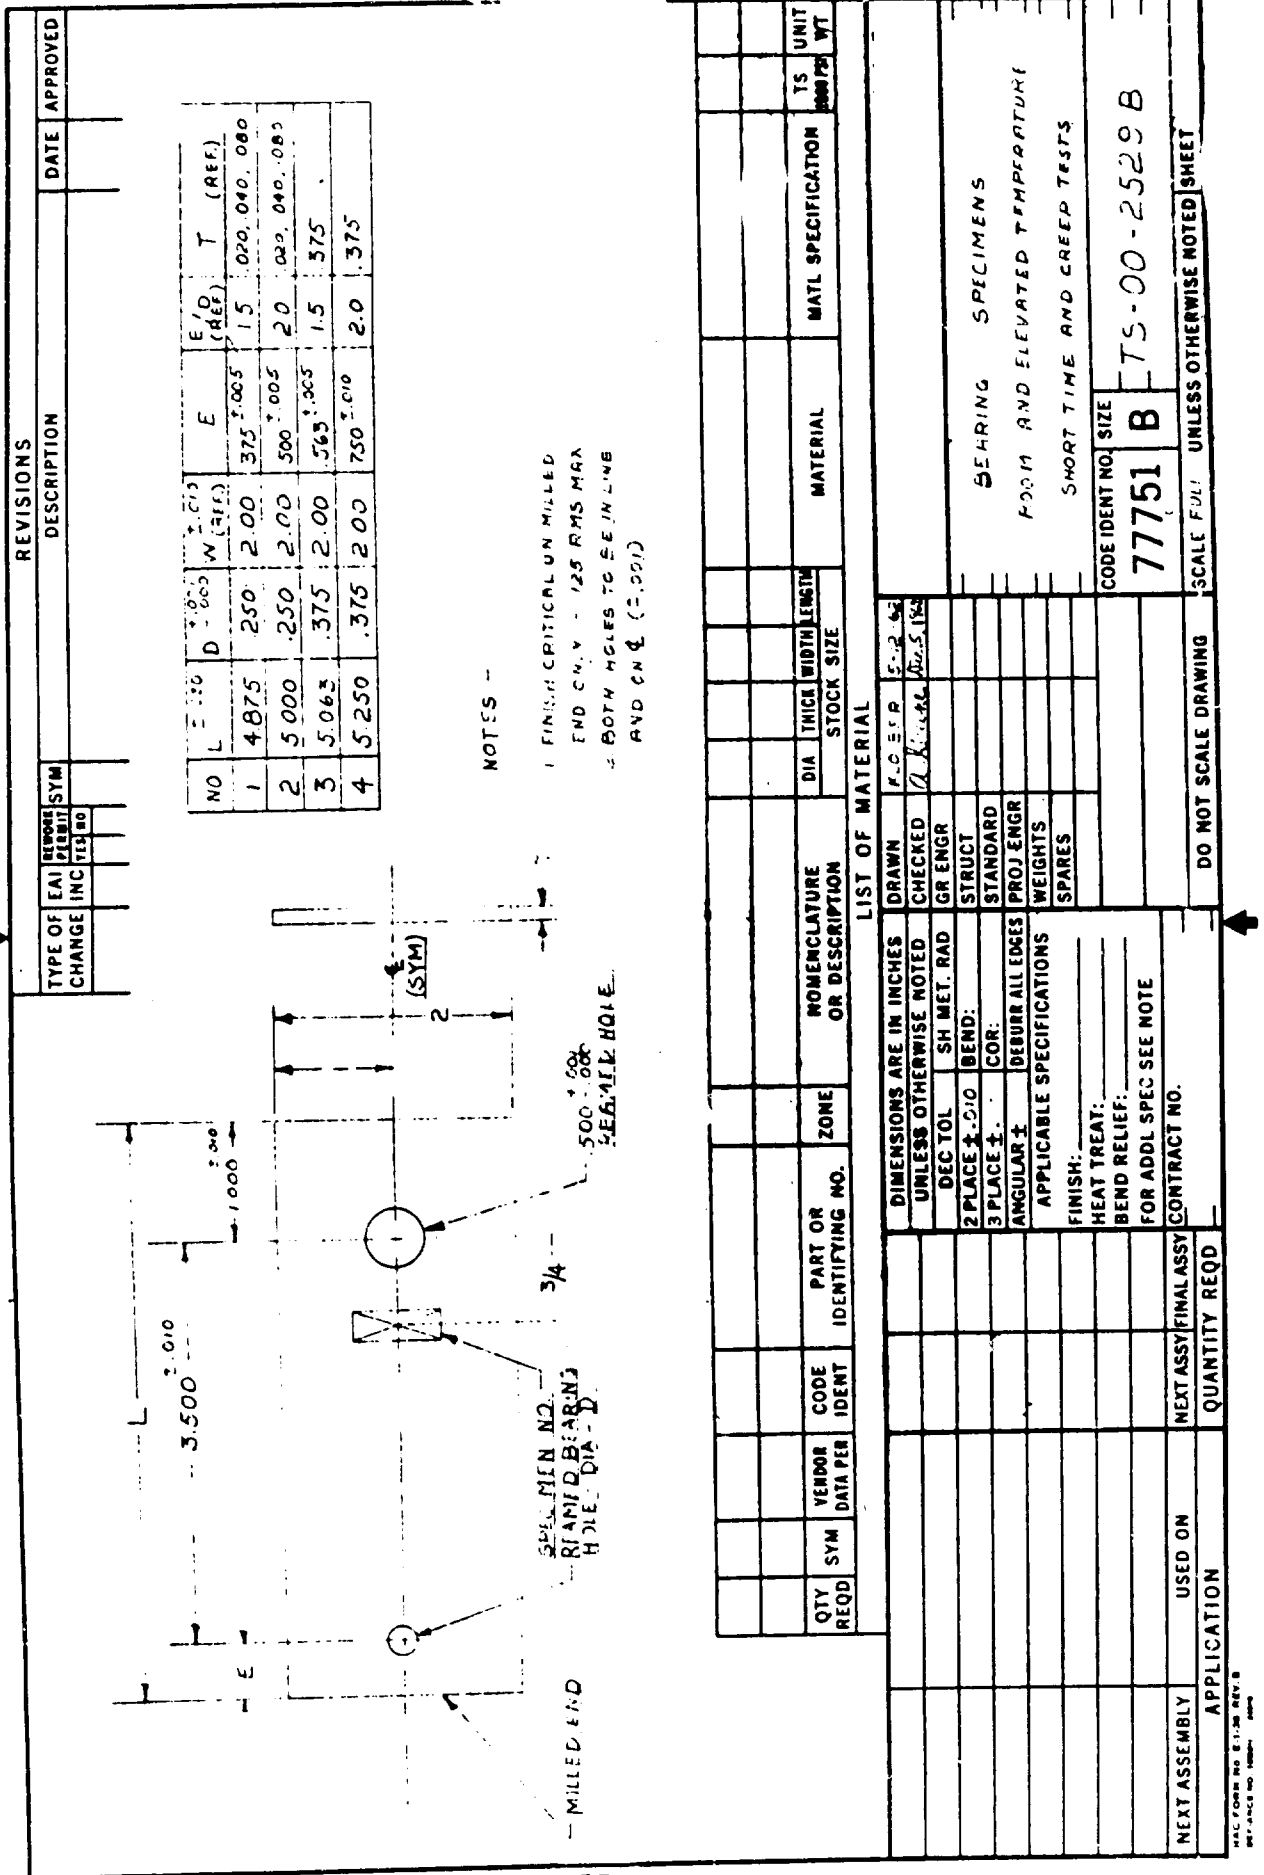 REVISIONS
TYPE OF CHANGE EAI INC REWORK PERMIT YES NO SYM DESCRIPTION DATE APPROVED
NO L D W (REF.) E E/D (REF.) T (REF.)
1 4.875 .250 2.00 .375 ±.005 1.5 .020, .040, .080
2 5.000 .250 2.00 .500 ±.005 2.0 .020, .040, .080
3 5.063 .375 2.00 .563 ±.005 1.5 .375
4 5.250 .375 2.00 .750 ±.010 2.0 .375
NOTES -
1 FINISH CRITICAL ON MILLED
END ONLY - 125 RMS MAX
2 BOTH HOLES TO BE IN LINE
AND ON ℄ (±.001)
L
3.500 ±.010
1.000 ±.010
E
℄
(SYM)
2
3/4
.500
REAMED HOLE
SPECIMEN NO.
REAMED BEARING
HOLE - DIA - D
MILLED END
QTY REQD SYM VENDOR DATA PER CODE IDENT PART OR IDENTIFYING NO. ZONE NOMENCLATURE OR DESCRIPTION DIA THICK WIDTH LENGTH STOCK SIZE MATERIAL MATL SPECIFICATION TS UNIT WT
LIST OF MATERIAL
DIMENSIONS ARE IN INCHES
UNLESS OTHERWISE NOTED
DEC TOL SH MET. RAD
2 PLACE ±.010 BEND:
3 PLACE ±. COR:
ANGULAR ± DEBURR ALL EDGES
APPLICABLE SPECIFICATIONS
FINISH:
HEAT TREAT:
BEND RELIEF:
FOR ADDL SPEC SEE NOTE
CONTRACT NO.
DRAWN
CHECKED
GR ENGR
STRUCT
STANDARD
PROJ ENGR
WEIGHTS
SPARES
DO NOT SCALE DRAWING
BEARING SPECIMENS
ROOM AND ELEVATED TEMPERATURE
SHORT TIME AND CREEP TESTS
CODE IDENT NO. SIZE
77751 B TS-00-2529B
SCALE FULL UNLESS OTHERWISE NOTED SHEET
NEXT ASSEMBLY USED ON NEXT ASSY FINAL ASSY
APPLICATION QUANTITY REQD